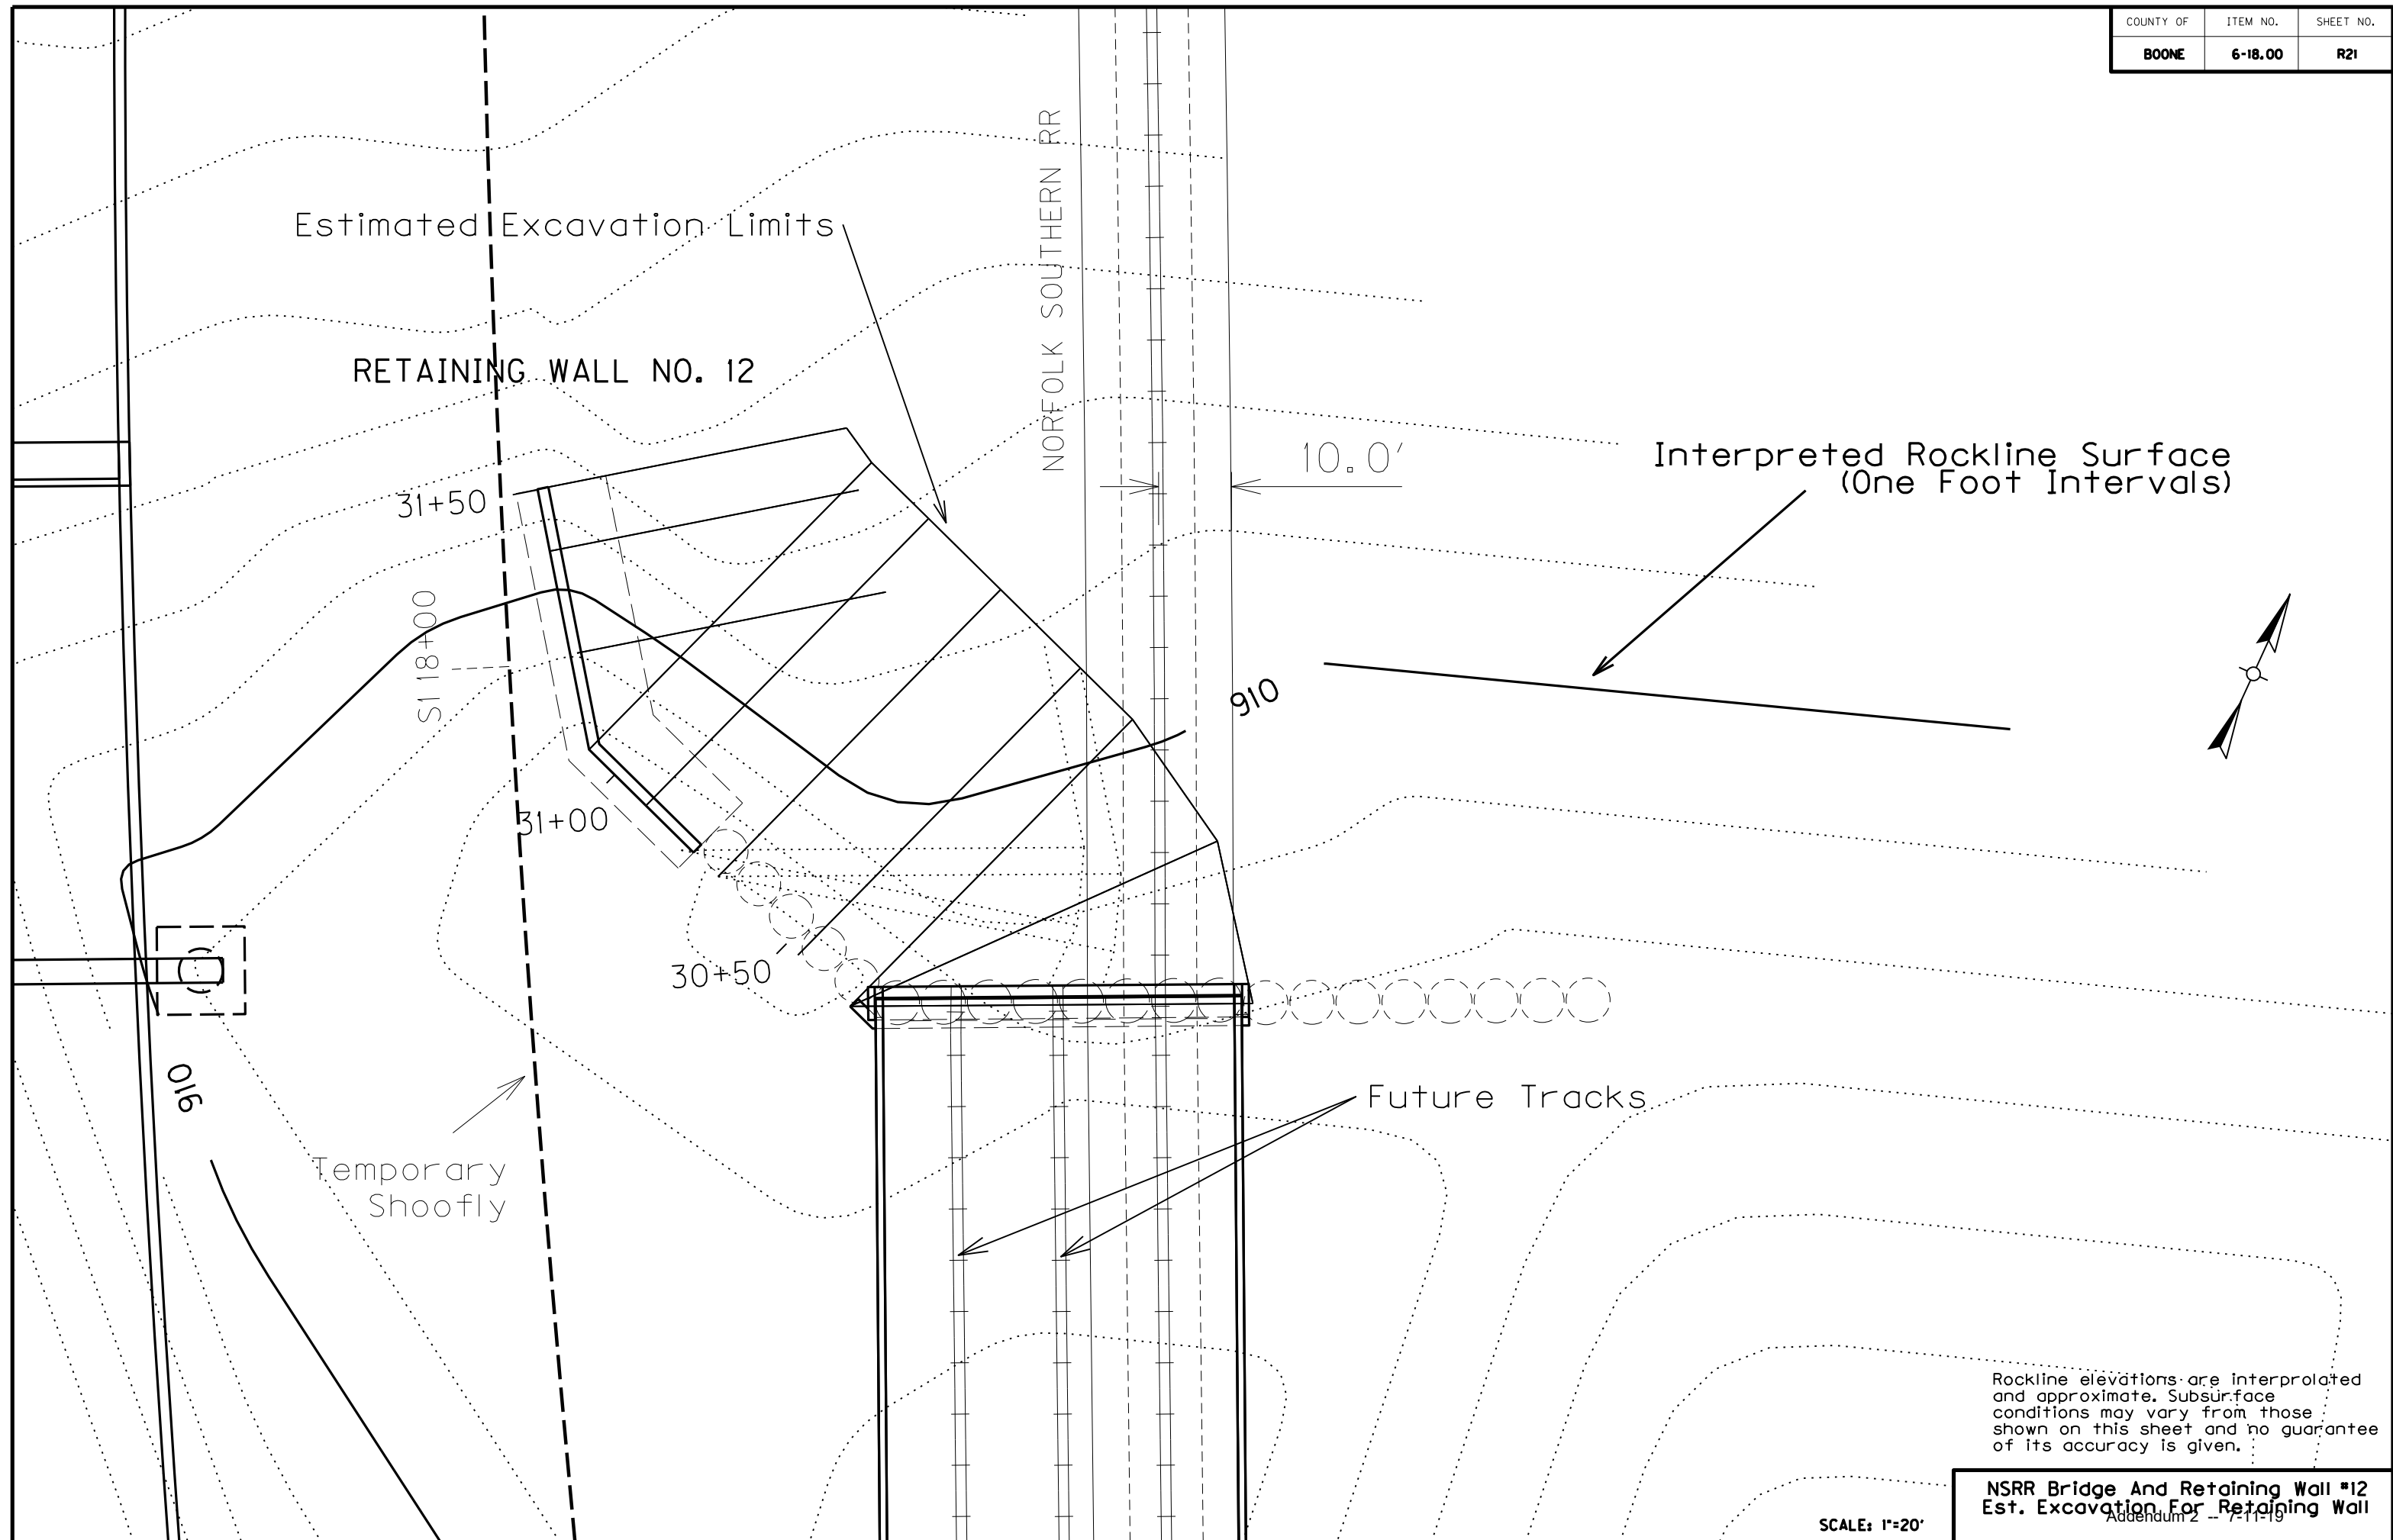 COUNTY OF ITEM NO. SHEET NO.
BOONE 6-18.00 R21
NORFOLK SOUTHERN RR
Estimated Excavation Limits
RETAINING WALL NO. 12
10.0'
Interpreted Rockline Surface
(One Foot Intervals)
31+50
S1 18+00
910
31+00
30+50
910
Future Tracks
Temporary
Shoofly
Rockline elevations are interprolated
and approximate. Subsurface
conditions may vary from those
shown on this sheet and no guarantee
of its accuracy is given.
NSRR Bridge And Retaining Wall #12
Est. Excavation For Retaining Wall
Addendum 2 -- 7-11-19
SCALE: 1"=20'